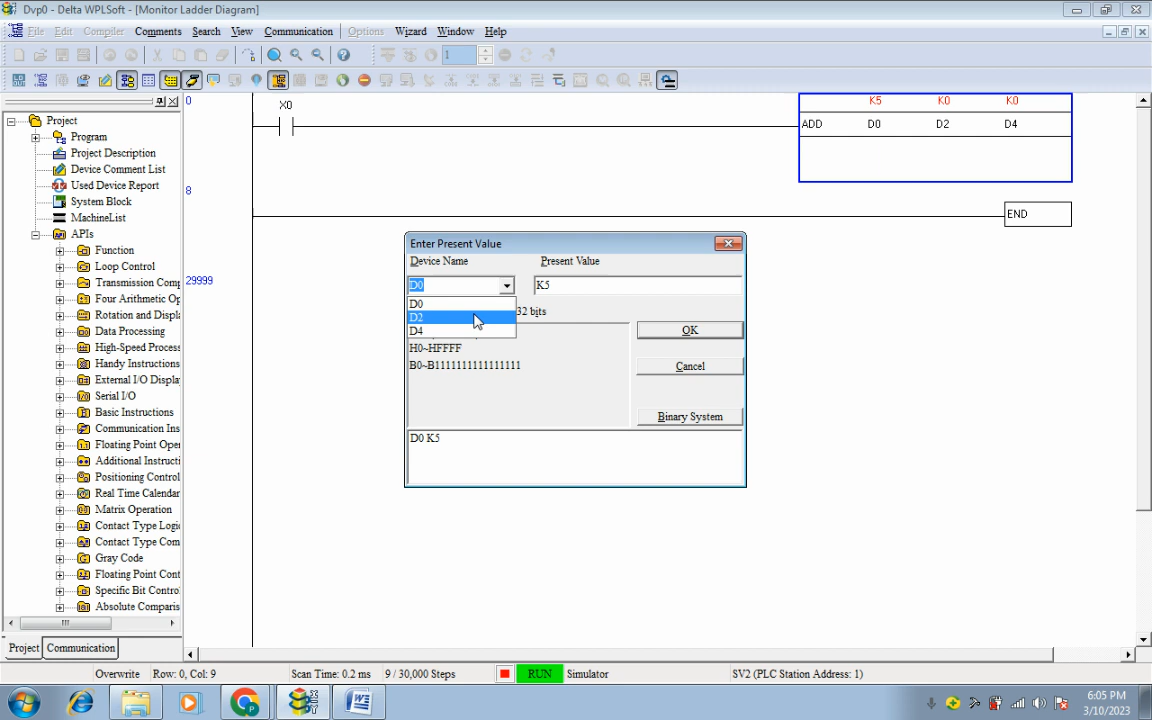 Dvp0 - Delta WPLSoft - [Monitor Ladder Diagram]
File Edit Compiler Comments Search View Communication Options Wizard Window Help
1
Project
Program
Project Description
Device Comment List
Used Device Report
System Block
MachineList
APIs
Function
Loop Control
Transmission Comp
Four Arithmetic Op
Rotation and Displa
Data Processing
High-Speed Process
Handy Instructions
External I/O Displa
Serial I/O
Basic Instructions
Communication Ins
Floating Point Oper
Additional Instructi
Positioning Control
Real Time Calendar
Matrix Operation
Contact Type Logic
Contact Type Com
Gray Code
Floating Point Cont
Specific Bit Contro
Absolute Comparis
Project Communication
0
X0
K5 K0 K0
ADD D0 D2 D4
8
END
29999
Enter Present Value
Device Name Present Value
D0 K5
D0
D2
D4
32 bits
H0~HFFFF
B0~B1111111111111111
OK
Cancel
Binary System
D0 K5
Overwrite Row: 0, Col: 9 Scan Time: 0.2 ms 9 / 30,000 Steps RUN Simulator SV2 (PLC Station Address: 1)
6:05 PM
3/10/2023